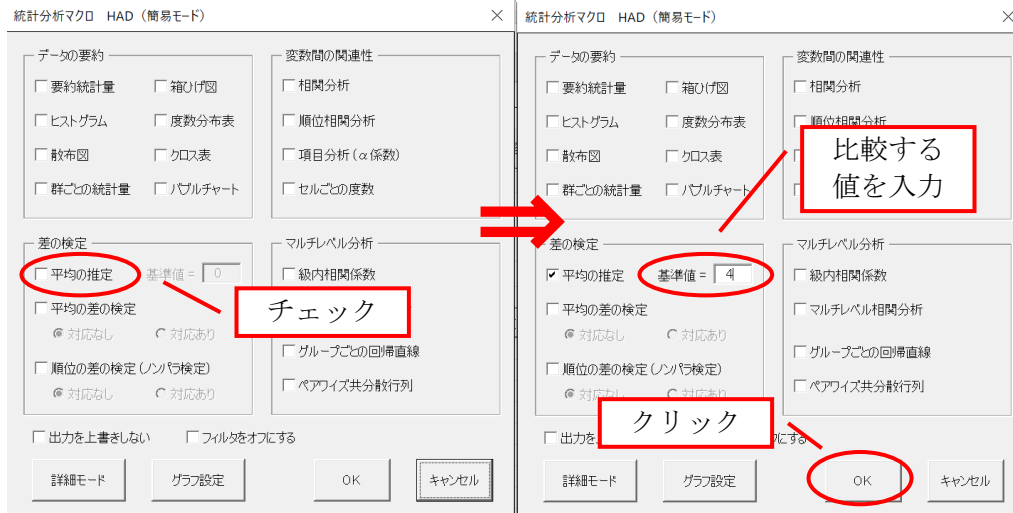 統計分析マクロ HAD（簡易モード）
データの要約
要約統計量 箱ひげ図
ヒストグラム 度数分布表
散布図 クロス表
群ごとの統計量 バブルチャート
変数間の関連性
相関分析
順位相関分析
項目分析（α係数）
セルごとの度数
差の検定
平均の推定 基準値 = 0
チェック
平均の差の検定
対応なし 対応あり
順位の差の検定（ノンパラ検定）
対応なし 対応あり
マルチレベル分析
級内相関係数
グループごとの回帰直線
ペアワイズ共分散行列
出力を上書きしない フィルタをオフにする
詳細モード グラフ設定 OK キャンセル
統計分析マクロ HAD（簡易モード）
データの要約
要約統計量 箱ひげ図
ヒストグラム 度数分布表
散布図 クロス表
群ごとの統計量 バブルチャート
変数間の関連性
相関分析
順位相関分析
比較する
値を入力
差の検定
平均の推定 基準値 = 4
平均の差の検定
対応なし 対応あり
順位の差の検定（ノンパラ検定）
対応なし 対応あり
マルチレベル分析
級内相関係数
マルチレベル相関分析
グループごとの回帰直線
ペアワイズ共分散行列
クリック
出力を にする
詳細モード グラフ設定 OK キャンセル